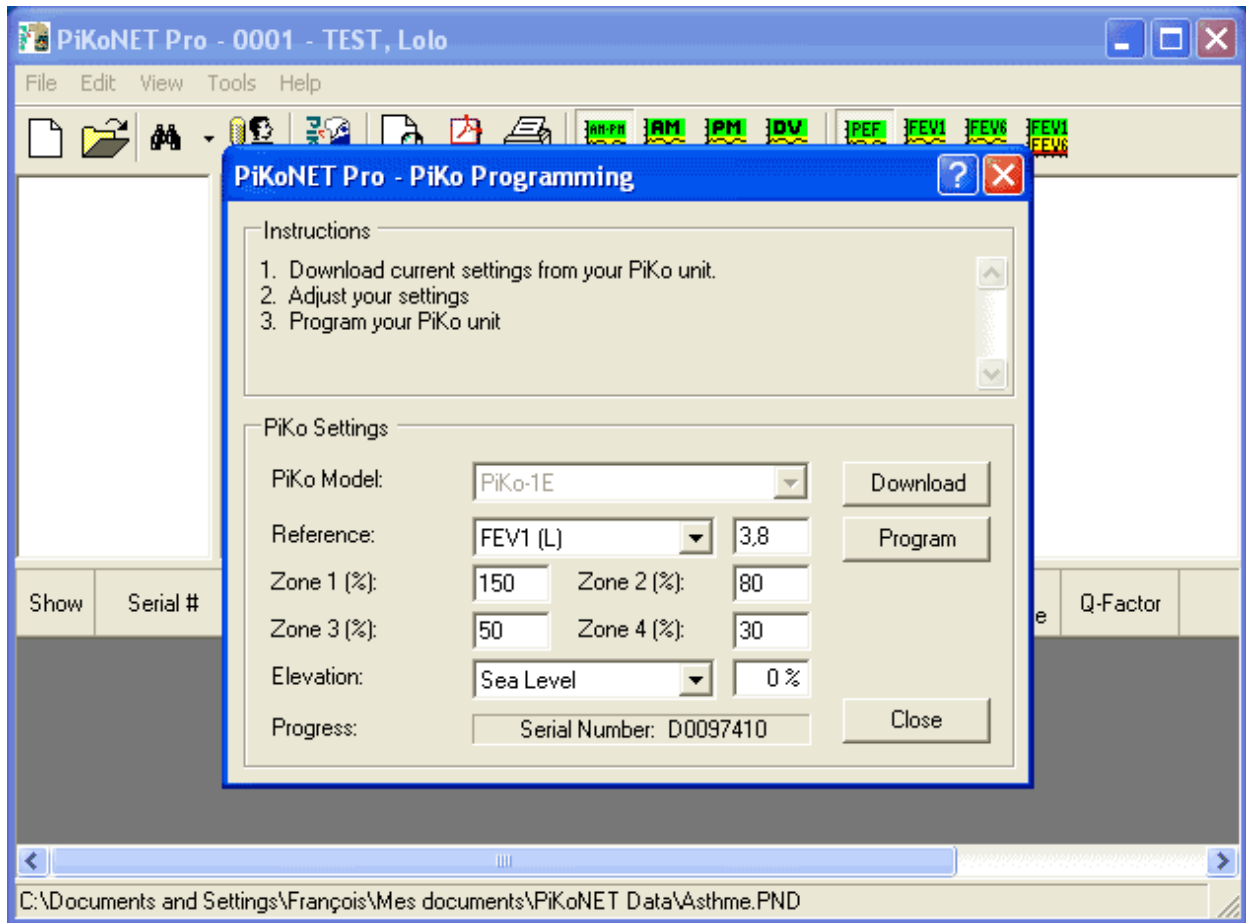 PiKoNET Pro - 0001 - TEST, Lolo
File Edit View Tools Help
AM-PM AM PM DV PEF FEV1 FEV6 FEV1
FEV6
PiKoNET Pro - PiKo Programming
Instructions
1. Download current settings from your PiKo unit.
2. Adjust your settings
3. Program your PiKo unit
PiKo Settings
PiKo Model: PiKo-1E Download
Reference: FEV1 (L) 3,8 Program
Zone 1 (%): 150 Zone 2 (%): 80
Zone 3 (%): 50 Zone 4 (%): 30
Show Serial # e Q-Factor
Elevation: Sea Level 0 %
Progress: Serial Number: D0097410 Close
C:\Documents and Settings\François\Mes documents\PiKoNET Data\Asthme.PND